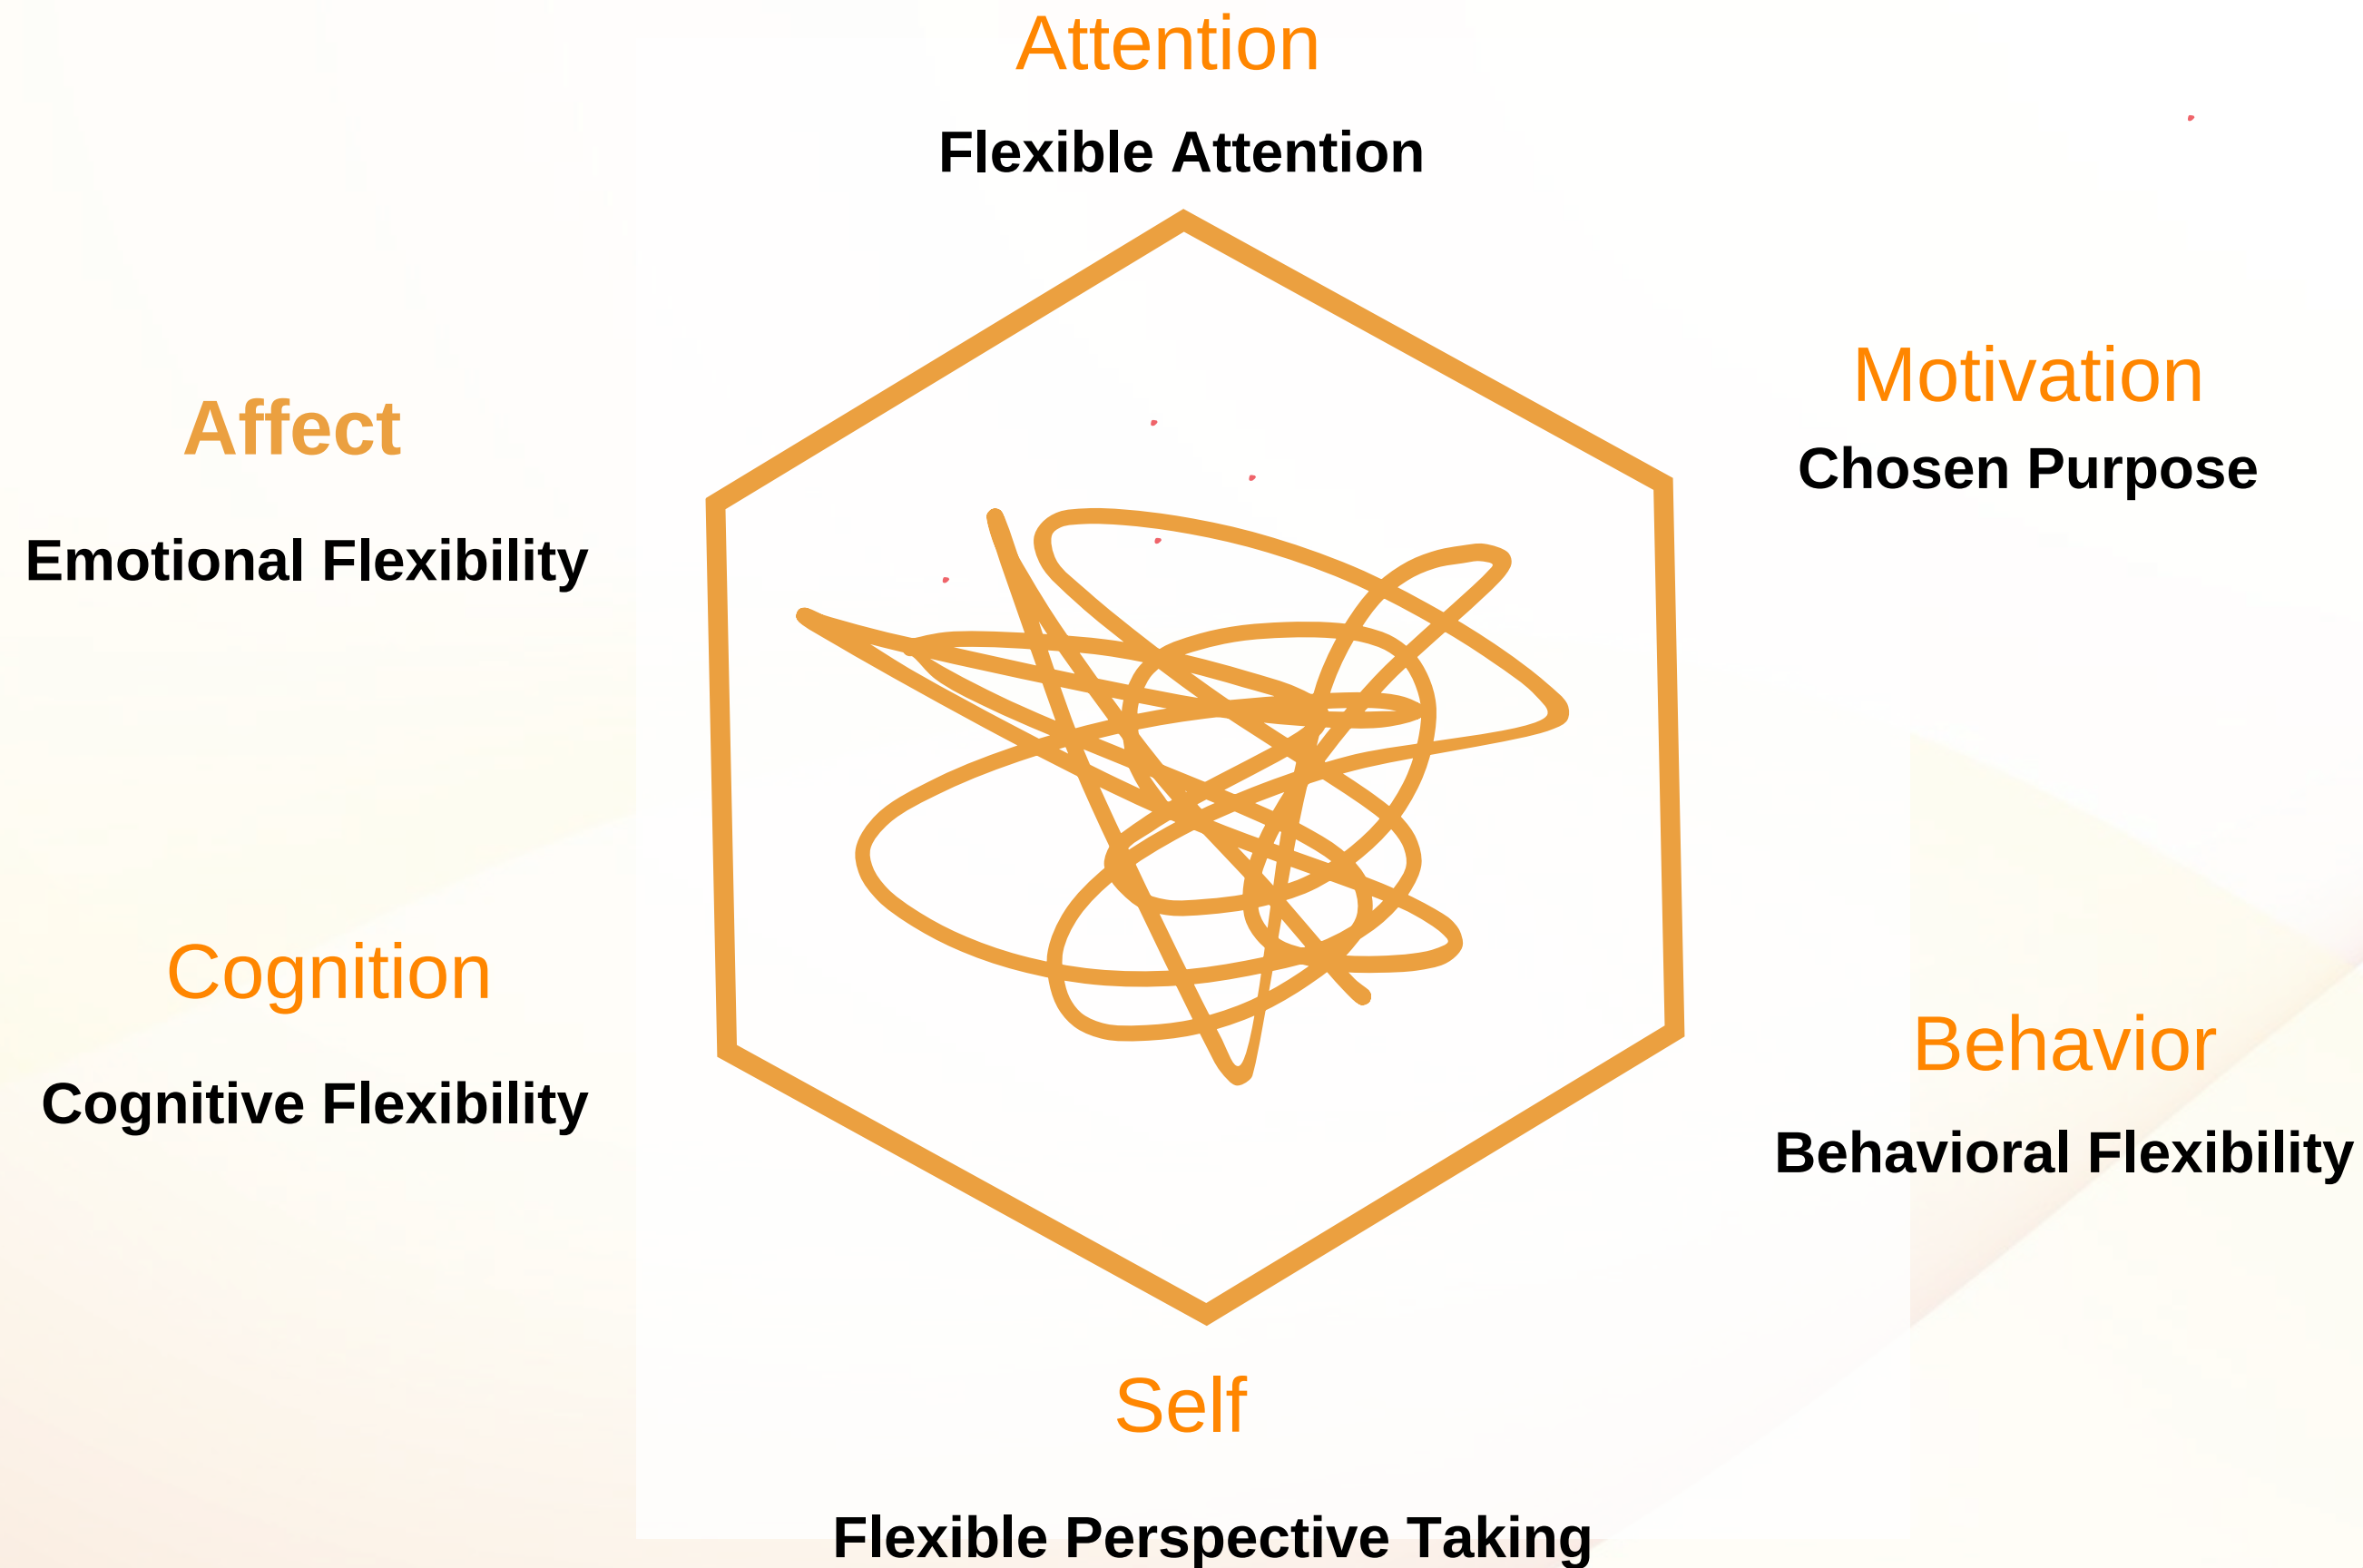 Attention
Flexible Attention
Motivation
Chosen Purpose
Affect
Emotional Flexibility
Cognition
Cognitive Flexibility
Behavior
Behavioral Flexibility
Self
Flexible Perspective Taking